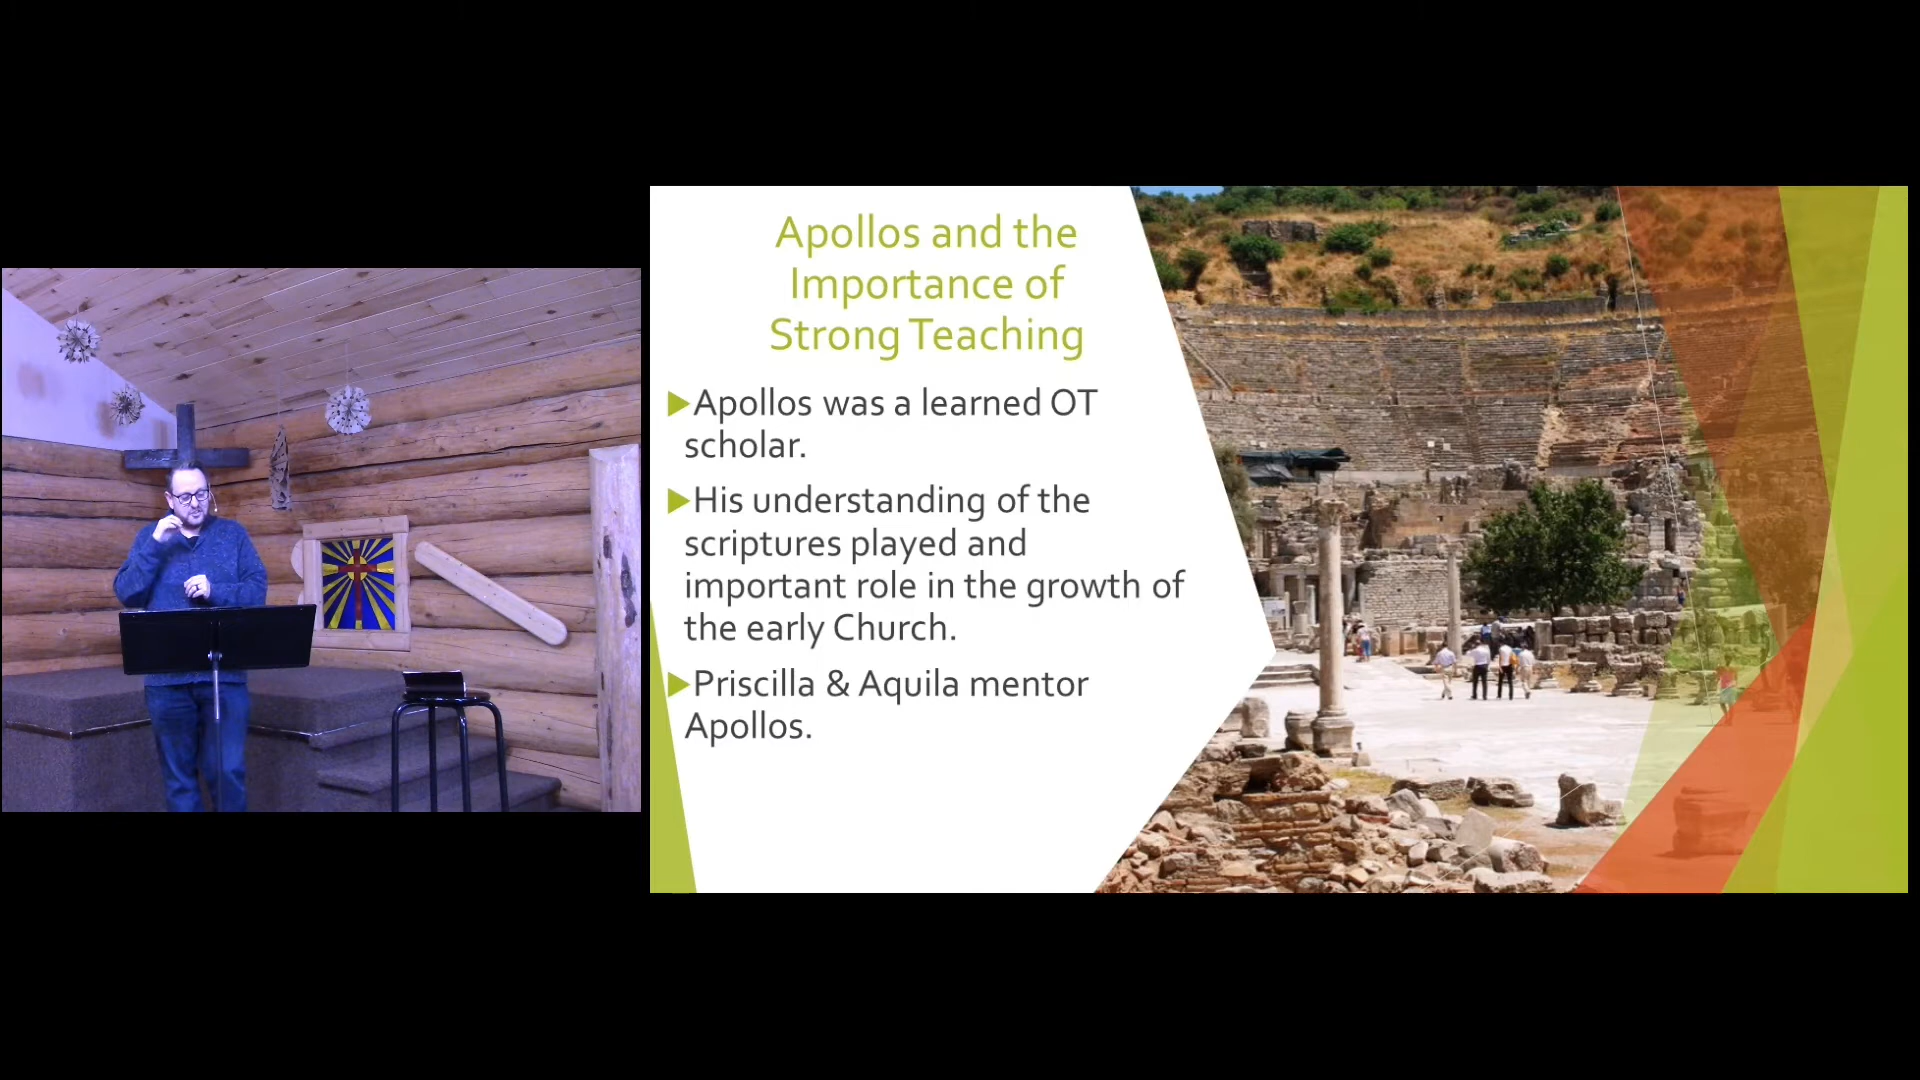 Apollos and the
Importance of
Strong Teaching
Apollos was a learned OT
scholar.
His understanding of the
scriptures played and
important role in the growth of
the early Church.
Priscilla & Aquila mentor
Apollos.